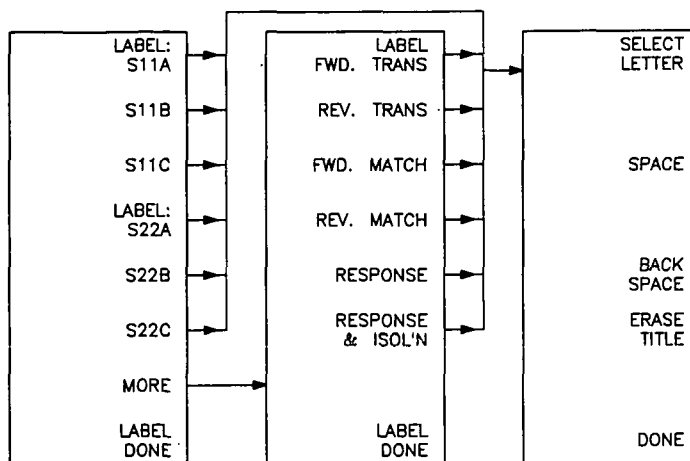 LABEL:
S11A
S11B
S11C
LABEL:
S22A
S22B
S22C
MORE
LABEL
DONE
LABEL
FWD. TRANS
REV. TRANS
FWD. MATCH
REV. MATCH
RESPONSE
RESPONSE
& ISOL'N
LABEL
DONE
SELECT
LETTER
SPACE
BACK
SPACE
ERASE
TITLE
DONE